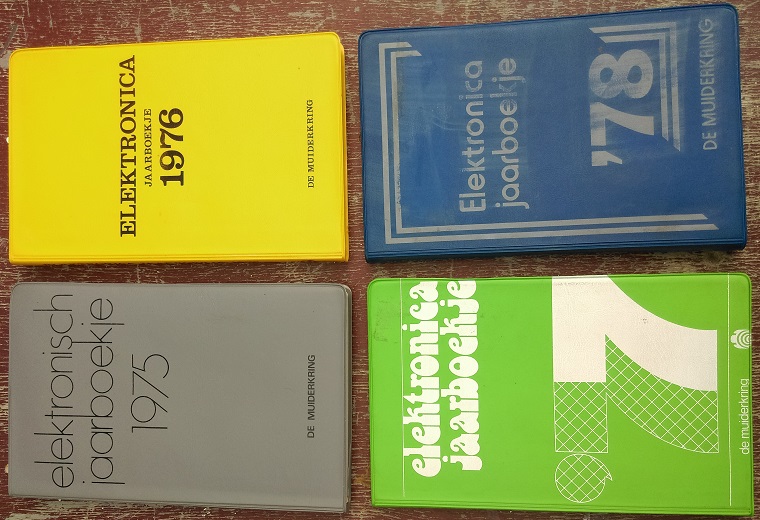 ELEKTRONICA
JAARBOEKJE
1976
DE MUIDERKRING
Elektronica
jaarboekje
'78
DE MUIDERKRING
elektronisch
jaarboekje
1975
DE MUIDERKRING
elektronica
jaarboekje
'77
de muiderkring